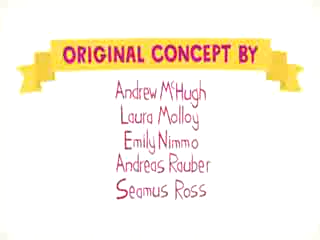 ORIGINAL CONCEPT BY
Andrew McHugh
Laura Molloy
Emily Nimmo
Andreas Rauber
Seamus Ross